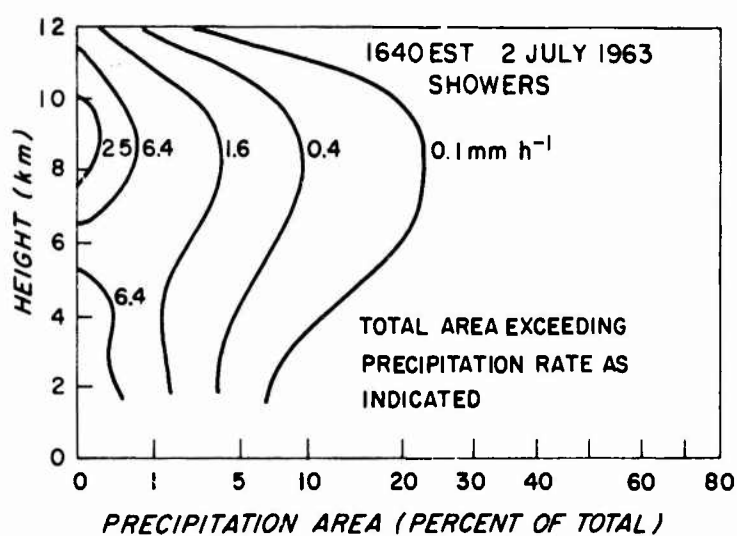 12
10
8
6
4
2
0
HEIGHT (km)
1640 EST 2 JULY 1963
SHOWERS
25 6.4 1.6 0.4 0.1 mm h⁻¹
6.4
TOTAL AREA EXCEEDING
PRECIPITATION RATE AS
INDICATED
0 1 5 10 20 30 40 60 80
PRECIPITATION AREA (PERCENT OF TOTAL)